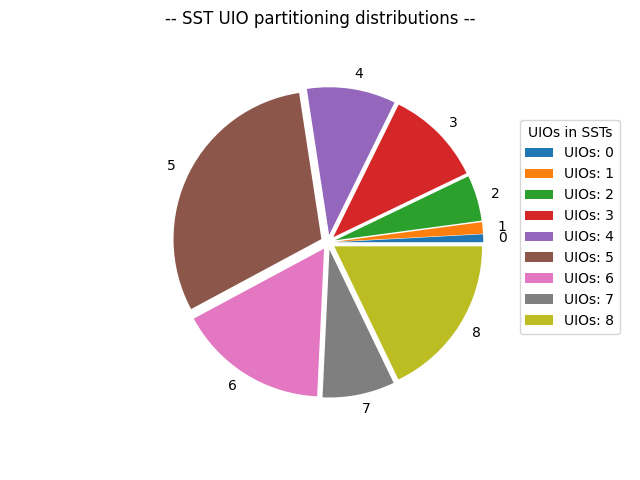 -- SST UIO partitioning distributions --
4
3
5
2
1
0
8
6
7
UIOs in SSTs
UIOs: 0
UIOs: 1
UIOs: 2
UIOs: 3
UIOs: 4
UIOs: 5
UIOs: 6
UIOs: 7
UIOs: 8